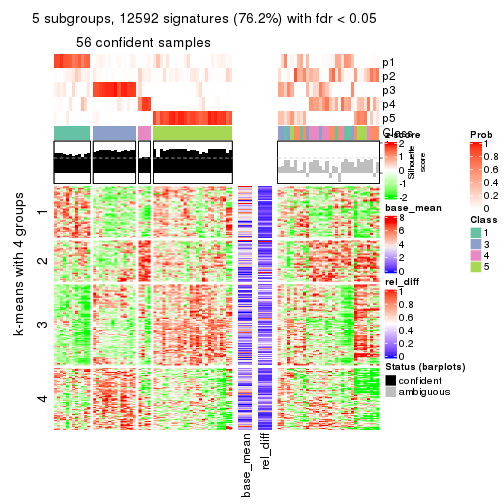 5 subgroups, 12592 signatures (76.2%) with fdr < 0.05
56 confident samples
p1
p2
p3
p4
p5
Class
Silhouette
score
k-means with 4 groups
1
2
3
4
base_mean
rel_diff
z-score
2
1
0
-1
-2
base_mean
8
6
4
2
0
rel_diff
1
0.8
0.6
0.4
0.2
0
Status (barplots)
confident
ambiguous
Prob
1
0.8
0.6
0.4
0.2
0
Class
1
3
4
5